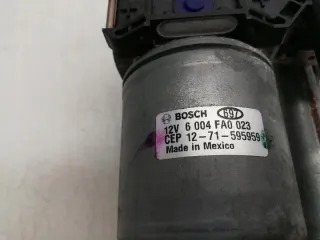 BOSCH 697
12V 6 004 FA0 023
CEP 12-71-595959
Made in Mexico